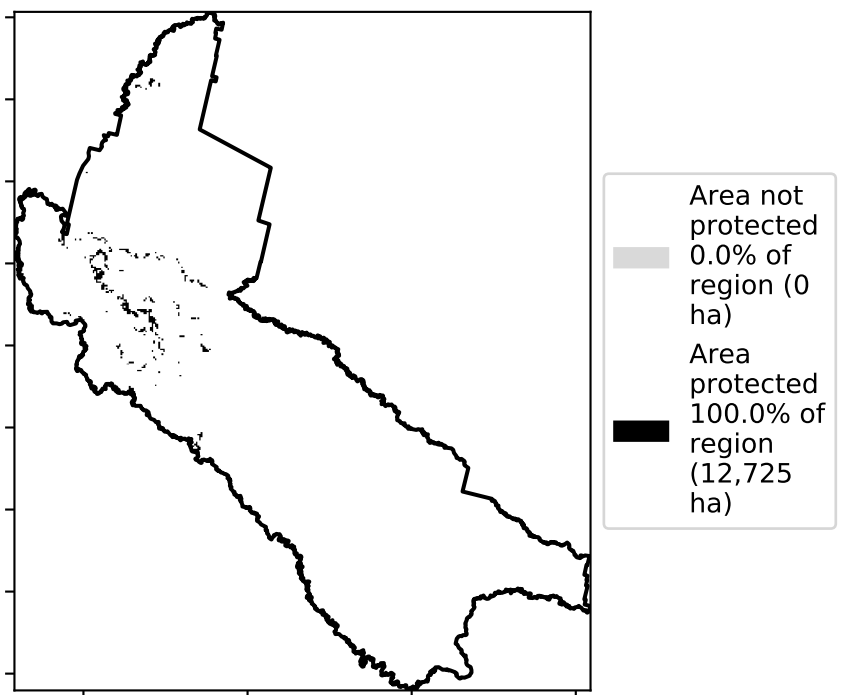 Area not
protected
0.0% of
region (0
ha)
Area
protected
100.0% of
region
(12,725
ha)